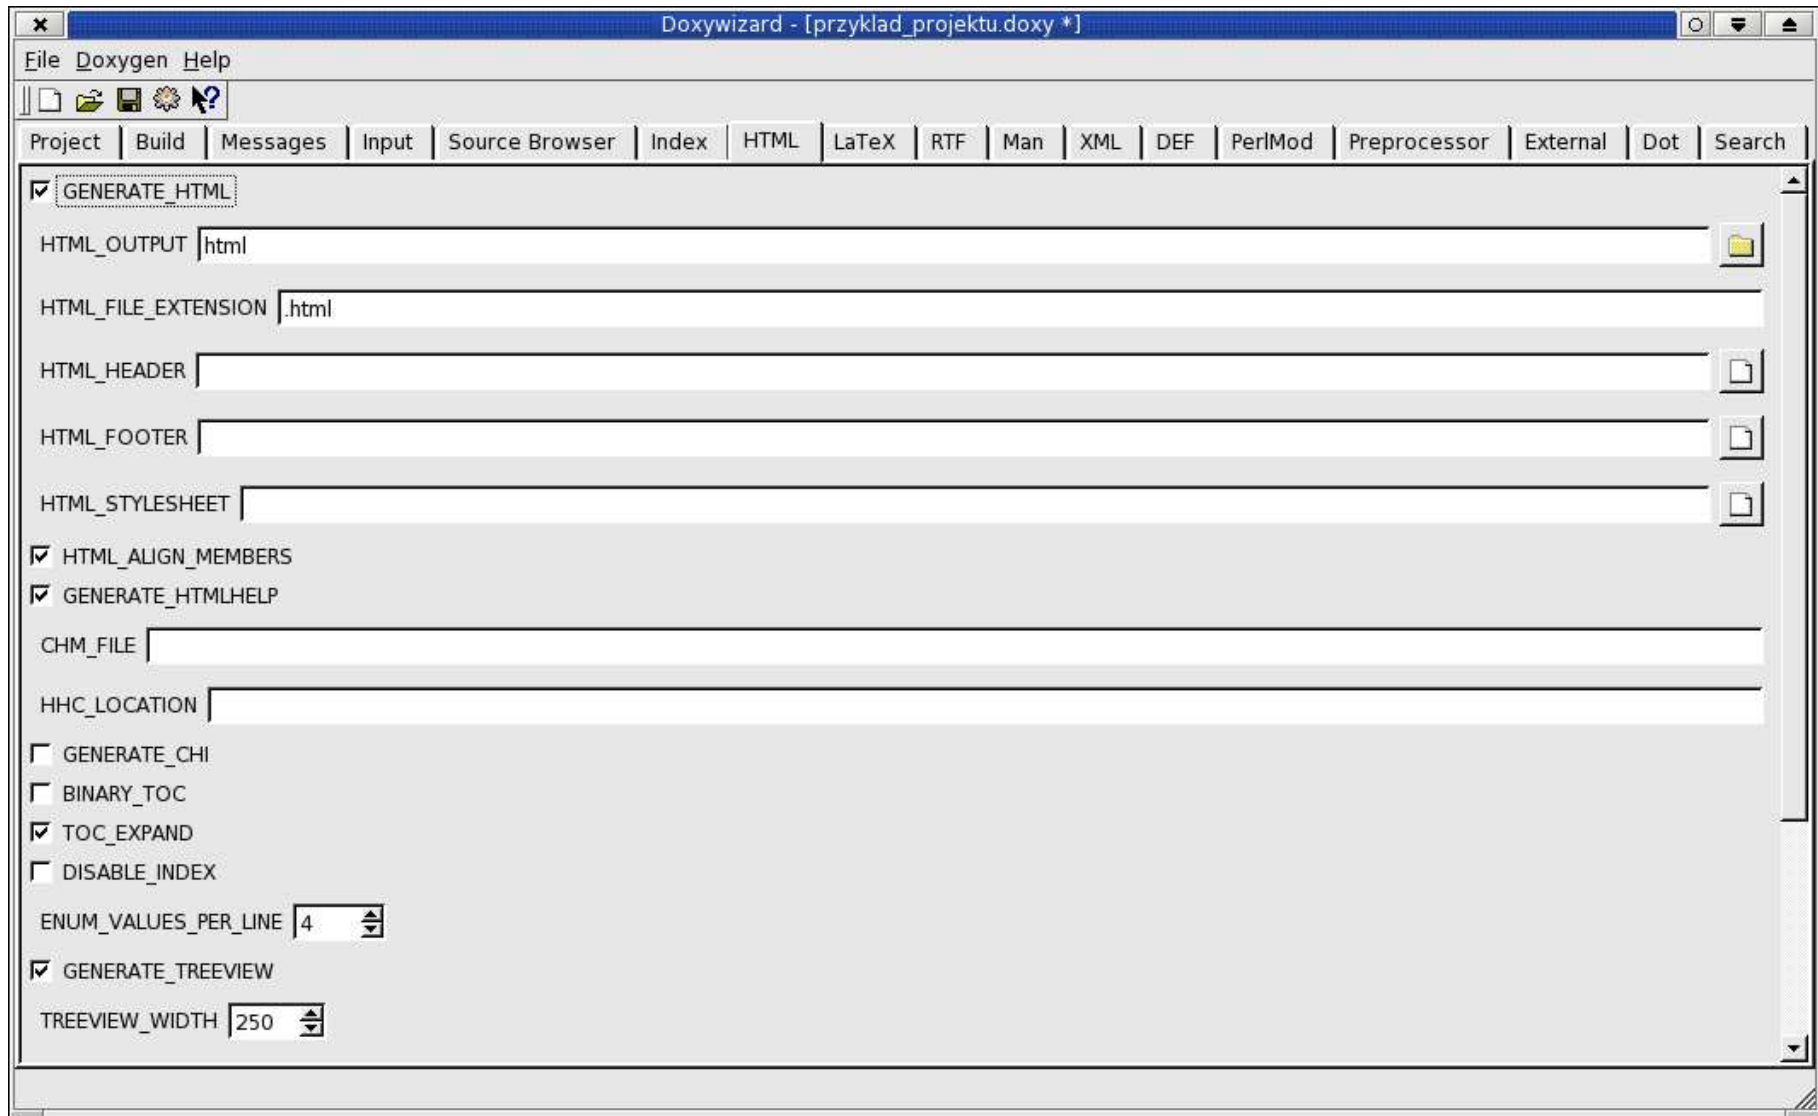 Doxywizard - [przyklad_projektu.doxy *]
File Doxygen Help
Project Build Messages Input Source Browser Index HTML LaTeX RTF Man XML DEF PerlMod Preprocessor External Dot Search
GENERATE_HTML
HTML_OUTPUT html
HTML_FILE_EXTENSION .html
HTML_HEADER
HTML_FOOTER
HTML_STYLESHEET
HTML_ALIGN_MEMBERS
GENERATE_HTMLHELP
CHM_FILE
HHC_LOCATION
GENERATE_CHI
BINARY_TOC
TOC_EXPAND
DISABLE_INDEX
ENUM_VALUES_PER_LINE 4
GENERATE_TREEVIEW
TREEVIEW_WIDTH 250